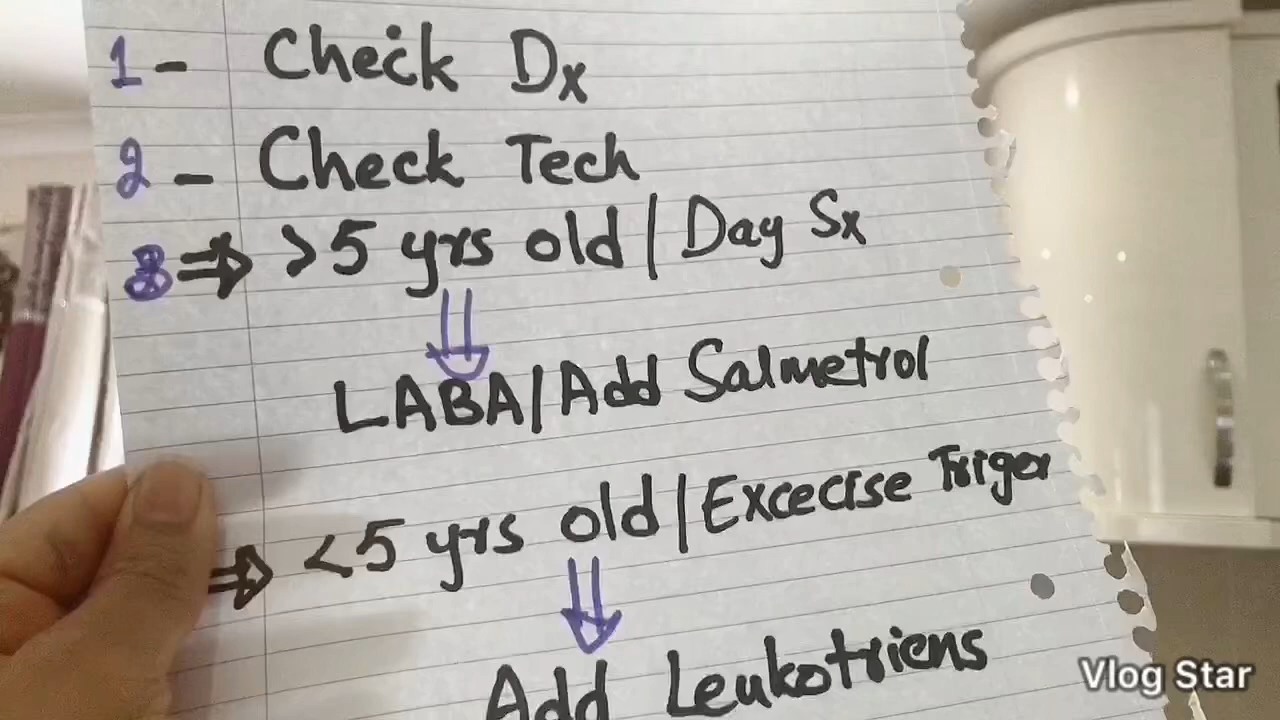 1 - Check Dx
2 - Check Tech
3 ⇒ >5 yrs old | Day Sx
⇓
LABA | Add Salmetrol
⇒ <5 yrs old | Excecise Triger
⇓
Add Leukotriens
Vlog Star